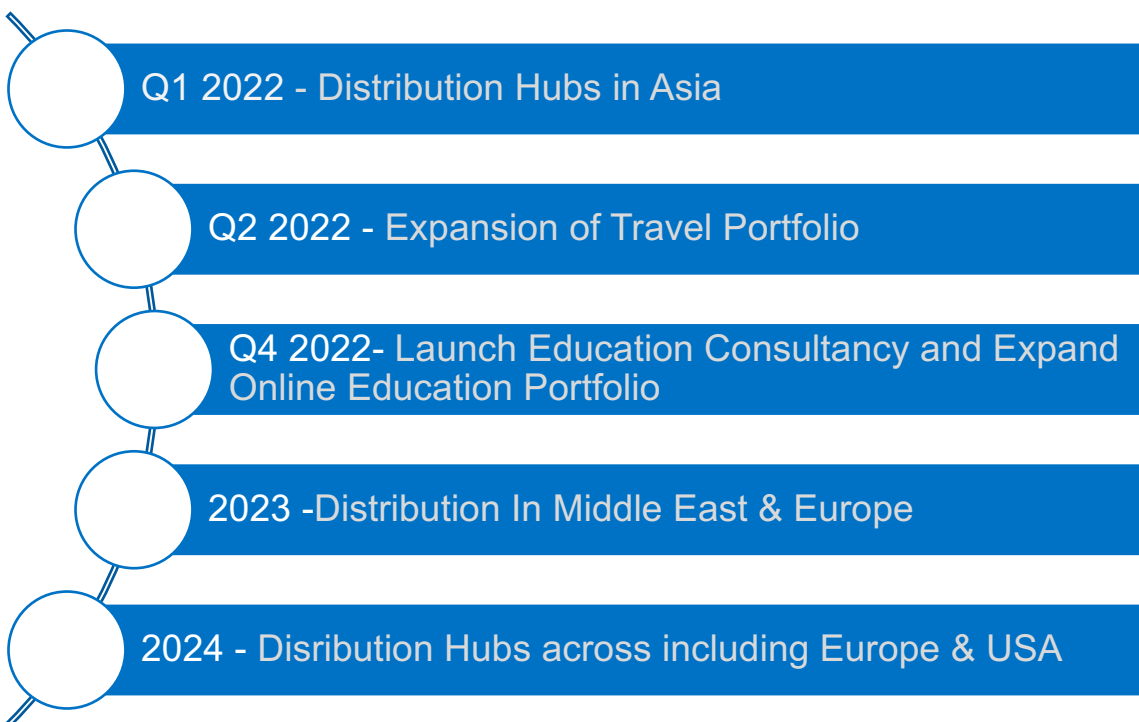 Q1 2022 - Distribution Hubs in Asia
Q2 2022 - Expansion of Travel Portfolio
Q4 2022- Launch Education Consultancy and Expand
Online Education Portfolio
2023 -Distribution In Middle East & Europe
2024 - Disribution Hubs across including Europe & USA